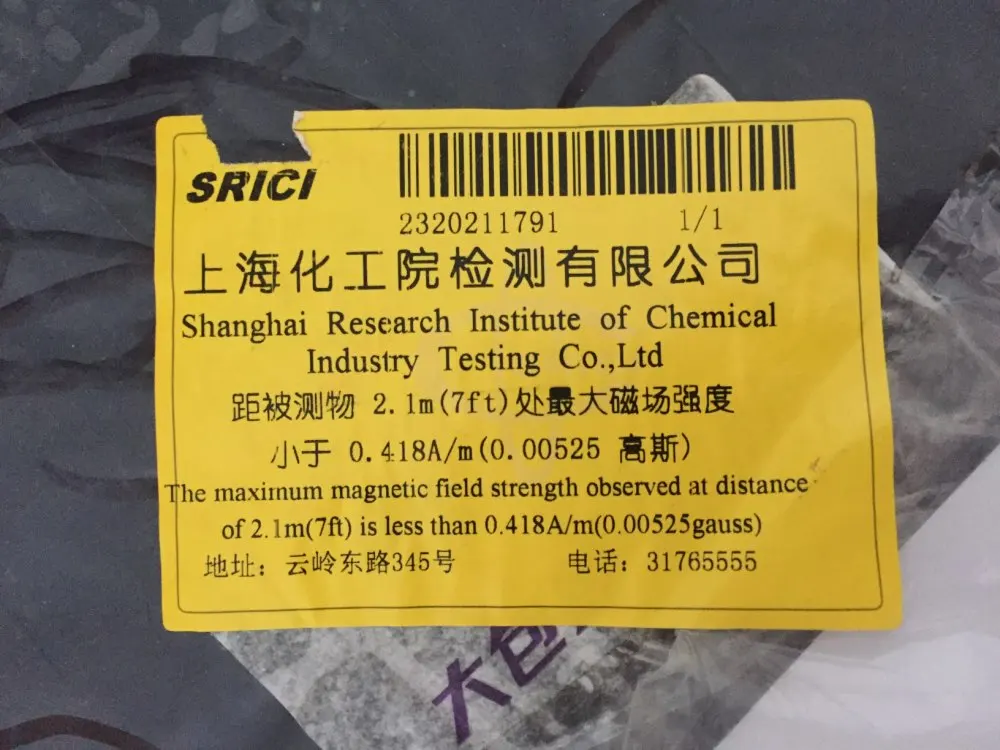 SRICI
2320211791 1/1
上海化工院检测有限公司
Shanghai Research Institute of Chemical
Industry Testing Co.,Ltd
距被测物 2.1m(7ft)处最大磁场强度
小于 0.418A/m(0.00525 高斯)
The maximum magnetic field strength observed at distance
of 2.1m(7ft) is less than 0.418A/m(0.00525gauss)
地址：云岭东路345号 电话：31765555
大包